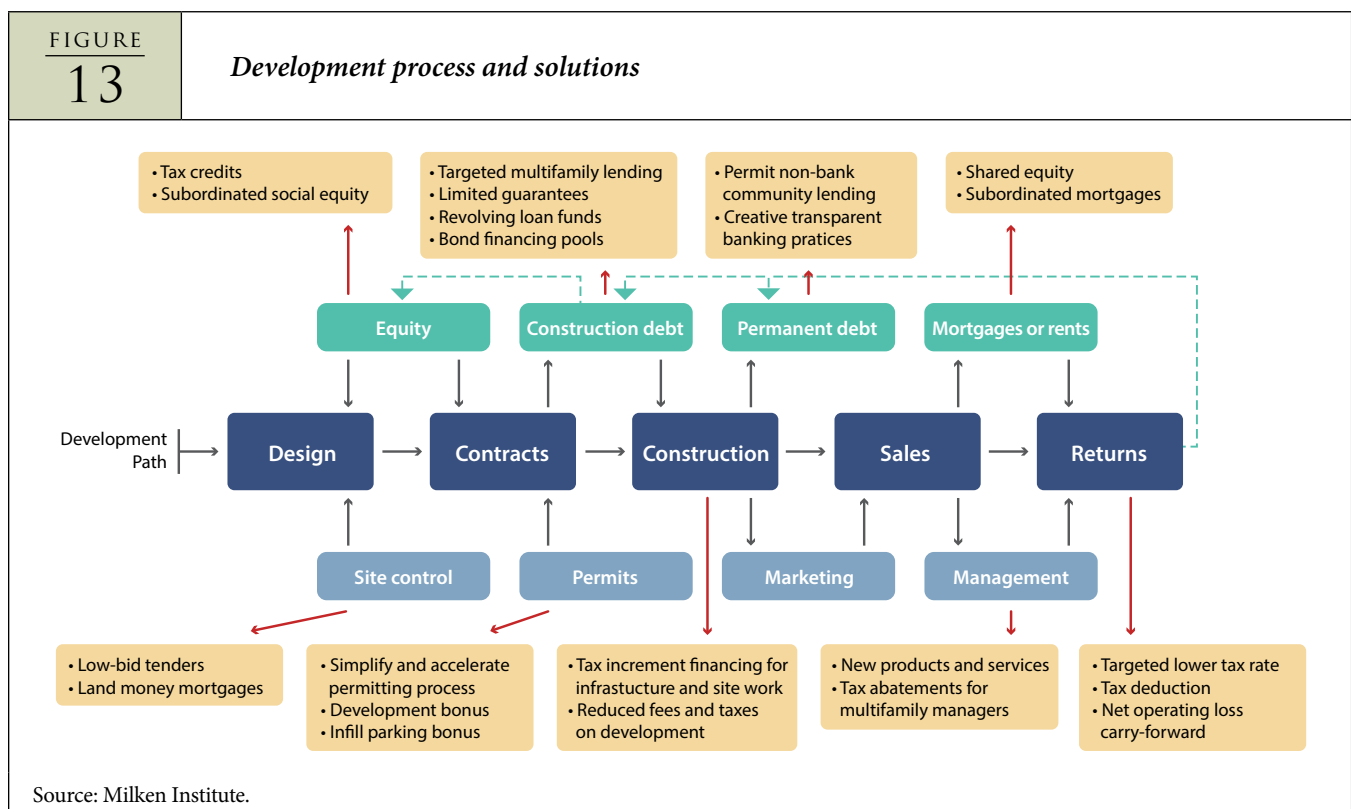 FIGURE
13
Development process and solutions
• Tax credits
• Subordinated social equity
• Targeted multifamily lending
• Limited guarantees
• Revolving loan funds
• Bond financing pools
• Permit non-bank
community lending
• Creative transparent
banking pratices
• Shared equity
• Subordinated mortgages
Equity
Construction debt
Permanent debt
Mortgages or rents
Development
Path
Design
Contracts
Construction
Sales
Returns
Site control
Permits
Marketing
Management
• Low-bid tenders
• Land money mortgages
• Simplify and accelerate
permitting process
• Development bonus
• Infill parking bonus
• Tax increment financing for
infrastucture and site work
• Reduced fees and taxes
on development
• New products and services
• Tax abatements for
multifamily managers
• Targeted lower tax rate
• Tax deduction
• Net operating loss
carry-forward
Source: Milken Institute.